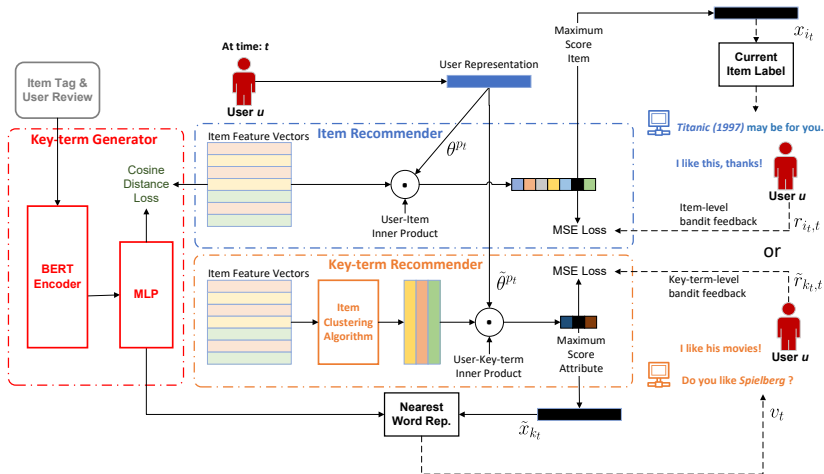 At time: t
User u
User Representation
Maximum
Score
Item
x_{i_t}
Current
Item Label
Item Tag &
User Review
Titanic (1997) may be for you.
I like this, thanks!
User u
Key-term Generator
Cosine
Distance
Loss
BERT
Encoder
MLP
Item Recommender
Item Feature Vectors
θ^{p_t}
User-Item
Inner Product
MSE Loss
Item-level
bandit feedback
r_{i_t,t}
or
Key-term Recommender
Item Feature Vectors
Item
Clustering
Algorithm
\tilde{θ}^{p_t}
User-Key-term
Inner Product
MSE Loss
Maximum
Score
Attribute
Key-term-level
bandit feedback
\tilde{r}_{k_t,t}
I like his movies!
User u
Do you like Spielberg ?
Nearest
Word Rep.
\tilde{x}_{k_t}
v_t